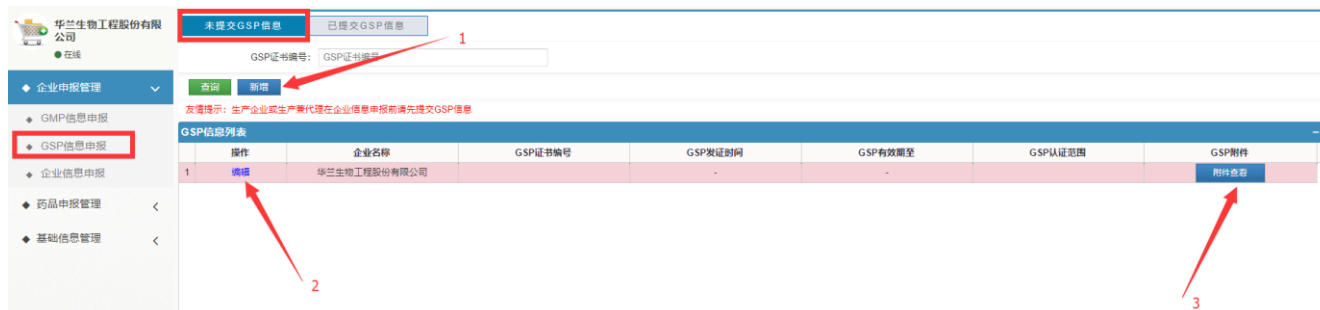 华兰生物工程股份有限
公司
在线
企业申报管理
GMP信息申报
GSP信息申报
企业信息申报
药品申报管理
基础信息管理
未提交GSP信息 已提交GSP信息
1
GSP证书编号: GSP证书编号
查询 新增
友情提示: 生产企业或生产兼代理在企业信息申报前请先提交GSP信息
GSP信息列表
操作 企业名称 GSP证书编号 GSP发证时间 GSP有效期至 GSP认证范围 GSP附件
1 编辑 华兰生物工程股份有限公司 - - 附件查看
2
3